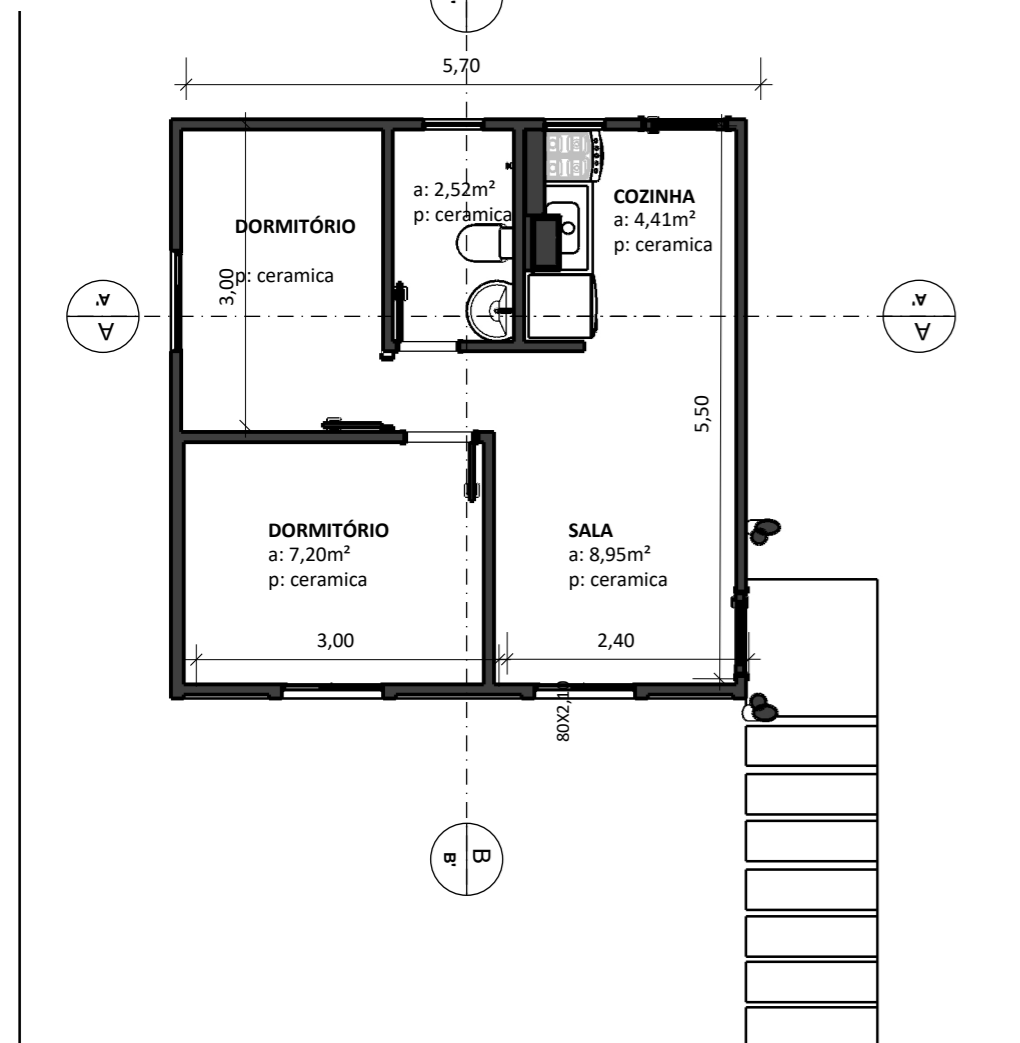 5,70
a: 2,52m²
p: ceramica
COZINHA
a: 4,41m²
p: ceramica
DORMITÓRIO
p: ceramica
3,00
A'
A
A'
A
5,50
DORMITÓRIO
a: 7,20m²
p: ceramica
SALA
a: 8,95m²
p: ceramica
3,00
2,40
80X2,10
B'
B